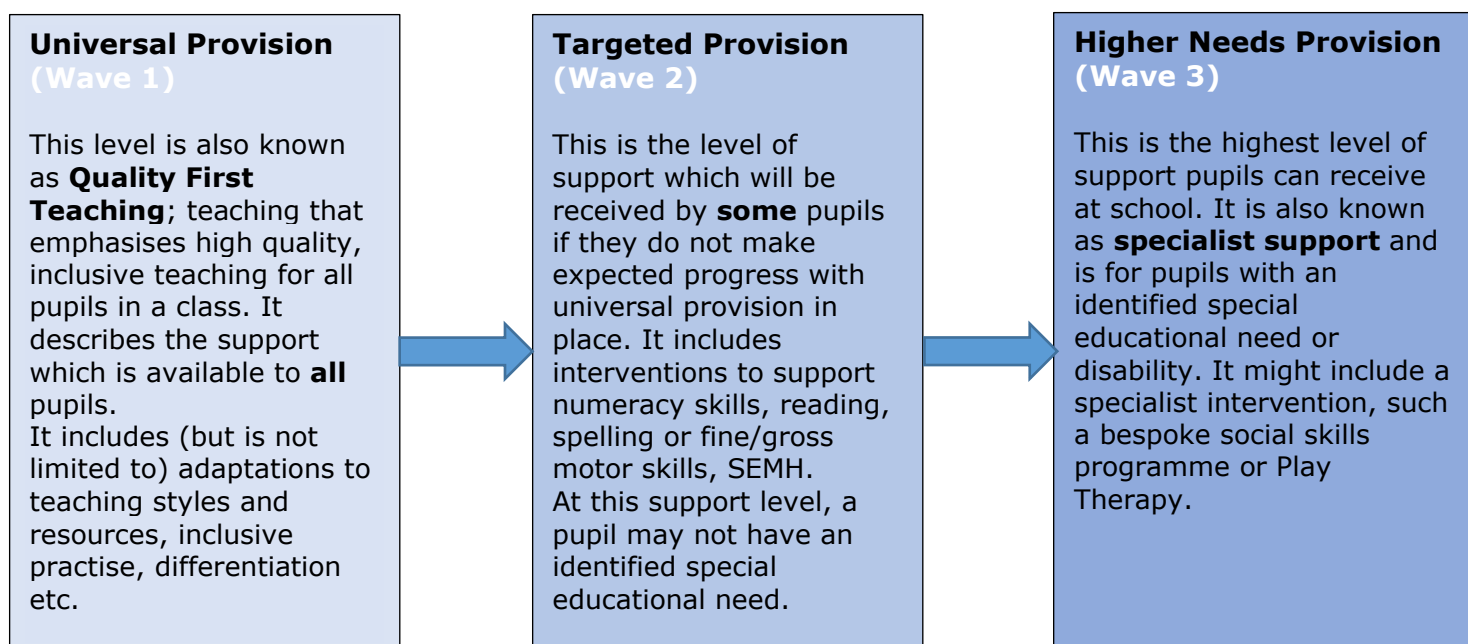 Universal Provision
(Wave 1)
This level is also known
as Quality First
Teaching; teaching that
emphasises high quality,
inclusive teaching for all
pupils in a class. It
describes the support
which is available to all
pupils.
It includes (but is not
limited to) adaptations to
teaching styles and
resources, inclusive
practise, differentiation
etc.
Targeted Provision
(Wave 2)
This is the level of
support which will be
received by some pupils
if they do not make
expected progress with
universal provision in
place. It includes
interventions to support
numeracy skills, reading,
spelling or fine/gross
motor skills, SEMH.
At this support level, a
pupil may not have an
identified special
educational need.
Higher Needs Provision
(Wave 3)
This is the highest level of
support pupils can receive
at school. It is also known
as specialist support and
is for pupils with an
identified special
educational need or
disability. It might include a
specialist intervention, such
a bespoke social skills
programme or Play
Therapy.